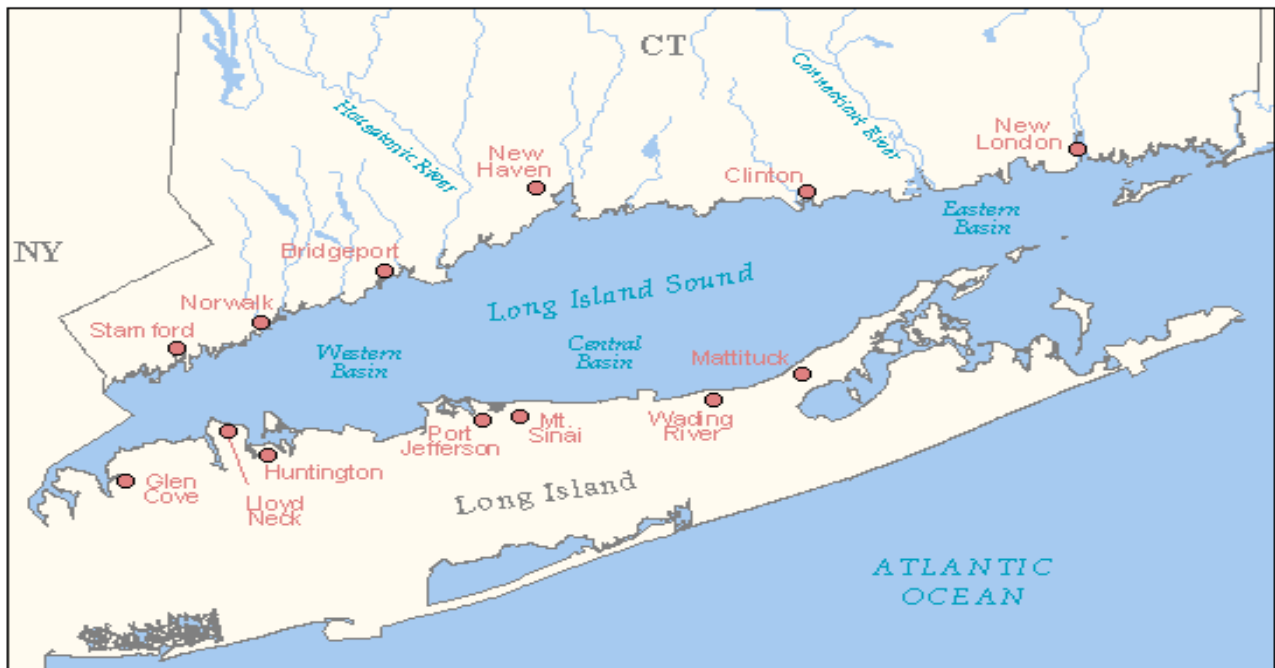 CT
Housatonic River
Connecticut River
New
London
New
Haven
Clinton
Eastern
Basin
NY
Bridgeport
Long Island Sound
Norwalk
Stamford
Western
Basin
Central
Basin
Mattituck
Wading
River
Mt.
Sinai
Port
Jefferson
Huntington
Glen
Cove
Lloyd
Neck
Long Island
ATLANTIC
OCEAN